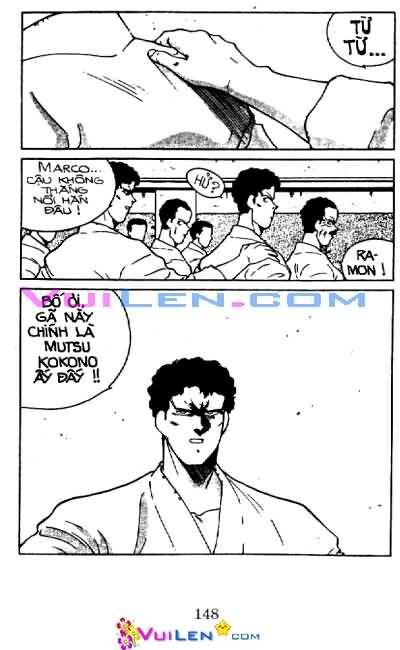 TỪ
TỪ...
MARCO...
CẬU KHÔNG
THẮNG
NỔI HẮN
ĐÂU !
HỬ?
RA-
MON !
VuiLen.com
BỐ ƠI,
GÃ NÀY
CHÍNH LÀ
MUTSU
KOKONO
ẤY ĐẤY !!
148
VuiLen.com